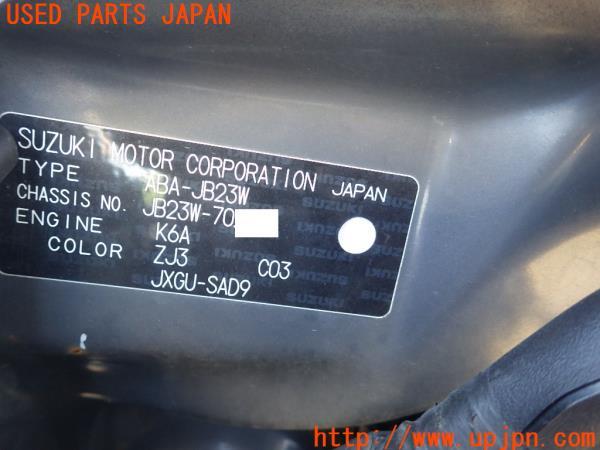 USED PARTS JAPAN
SUZUKI MOTOR CORPORATION JAPAN
TYPE ABA-JB23W
CHASSIS NO. JB23W-70
ENGINE K6A
COLOR ZJ3 C03
JXGU-SAD9
http://www.upjpn.com